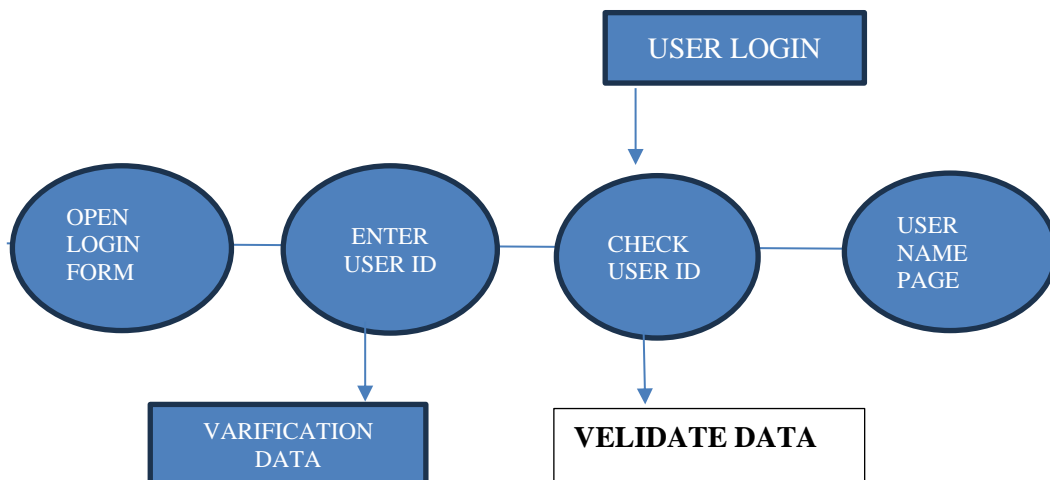 USER LOGIN
OPEN
LOGIN
FORM
ENTER
USER ID
CHECK
USER ID
USER
NAME
PAGE
VARIFICATION
DATA
VELIDATE DATA